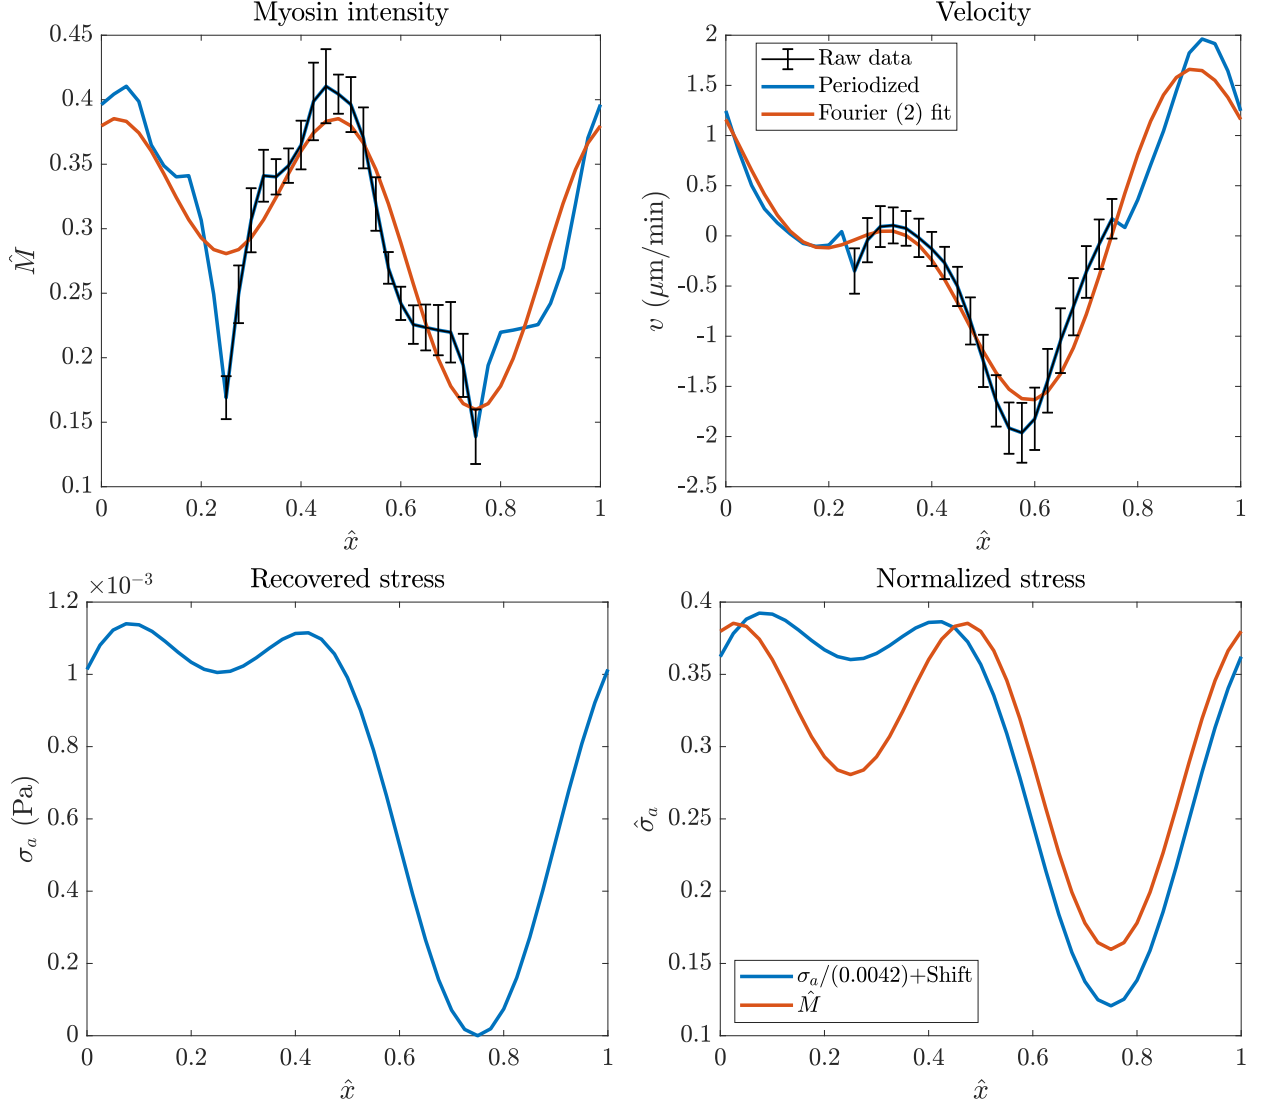 Myosin intensity
0.45
0.4
0.35
0.3
0.25
0.2
0.15
0.1
M̂
0 0.2 0.4 0.6 0.8 1
x̂
Velocity
2
1.5
1
0.5
0
-0.5
-1
-1.5
-2
-2.5
v (μm/min)
Raw data
Periodized
Fourier (2) fit
0 0.2 0.4 0.6 0.8 1
x̂
Recovered stress
×10⁻³
1.2
1
0.8
0.6
0.4
0.2
0
σₐ (Pa)
0 0.2 0.4 0.6 0.8 1
x̂
Normalized stress
0.4
0.35
0.3
0.25
0.2
0.15
0.1
σ̂ₐ
σₐ/(0.0042)+Shift
M̂
0 0.2 0.4 0.6 0.8 1
x̂